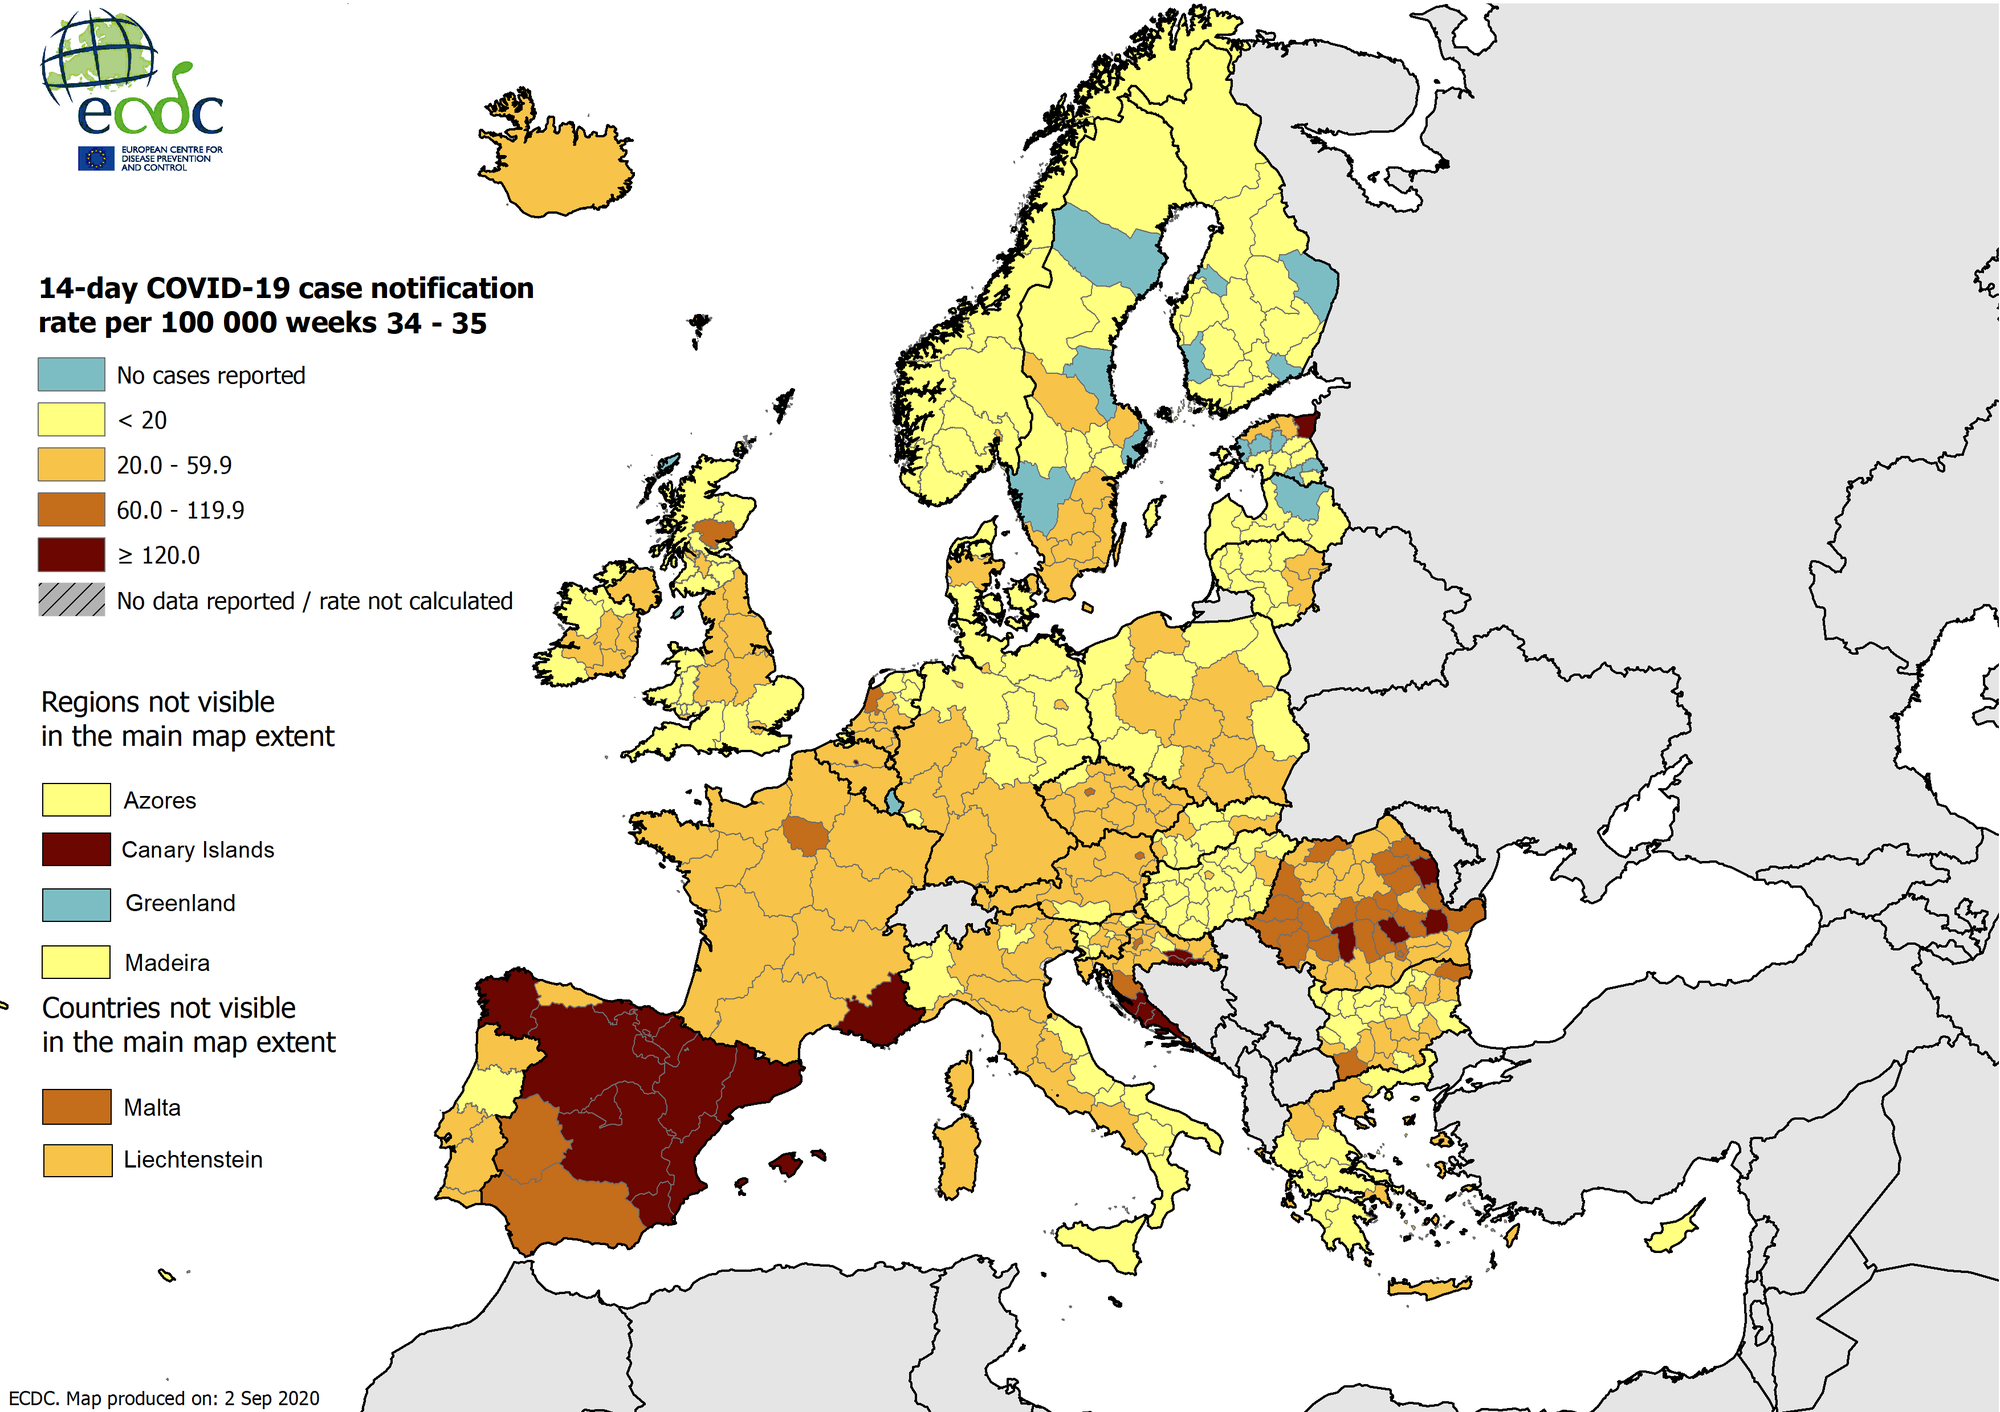 ecdc
EUROPEAN CENTRE FOR
DISEASE PREVENTION
AND CONTROL
14-day COVID-19 case notification
rate per 100 000 weeks 34 - 35
No cases reported
< 20
20.0 - 59.9
60.0 - 119.9
≥ 120.0
No data reported / rate not calculated
Regions not visible
in the main map extent
Azores
Canary Islands
Greenland
Madeira
Countries not visible
in the main map extent
Malta
Liechtenstein
ECDC. Map produced on: 2 Sep 2020